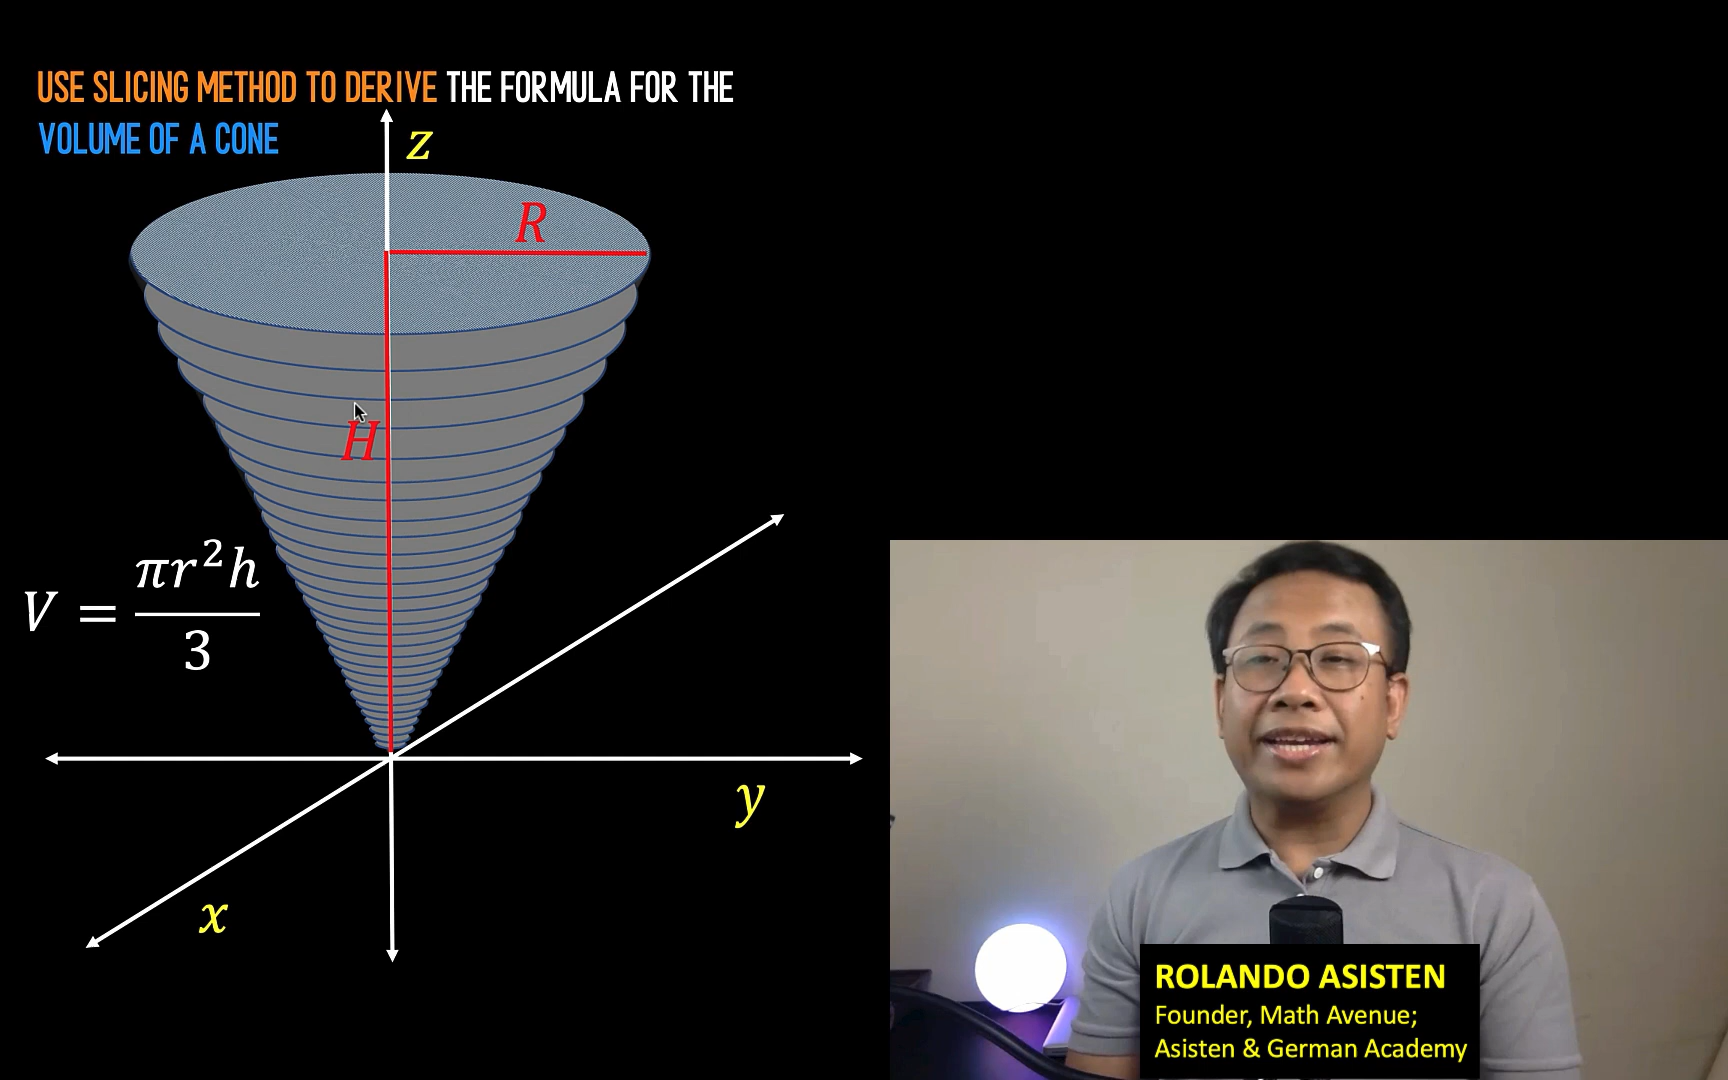 USE SLICING METHOD TO DERIVE THE FORMULA FOR THE
VOLUME OF A CONE
z
R
H
V = πr²h / 3
y
x
ROLANDO ASISTEN
Founder, Math Avenue;
Asisten & German Academy